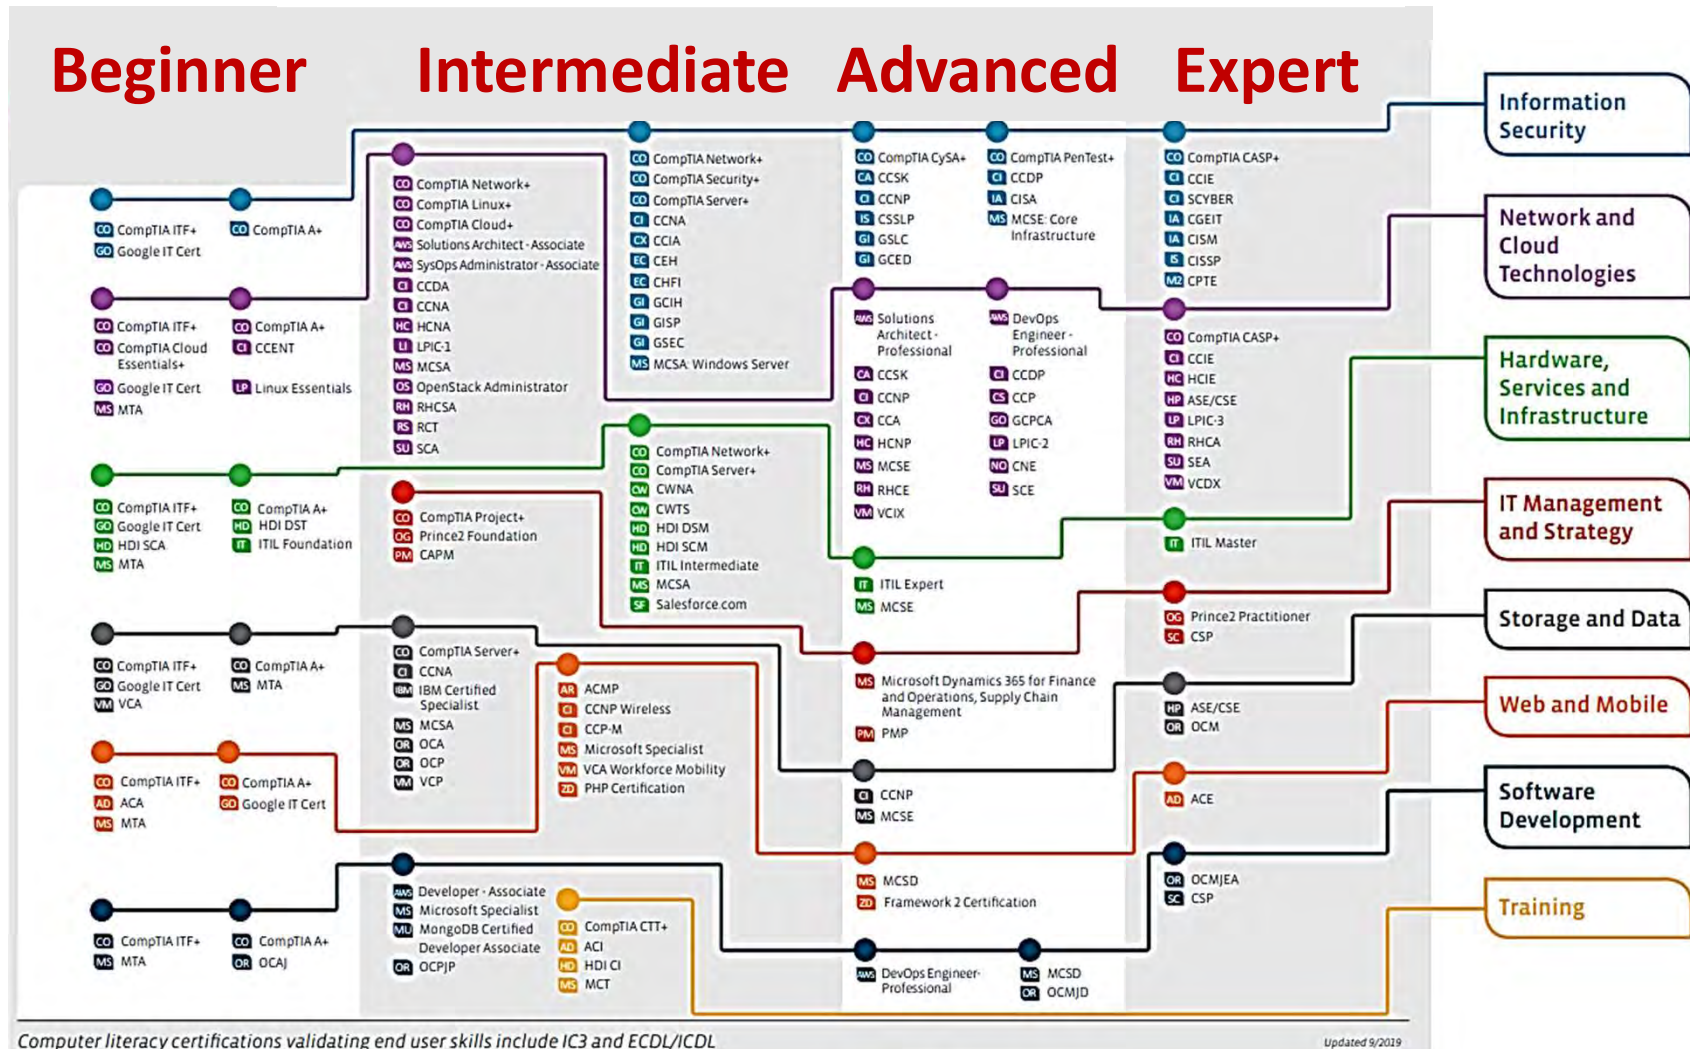 Beginner
Intermediate
Advanced
Expert
Information
Security
CO CompTIA ITF+
GO Google IT Cert
CO CompTIA A+
CO CompTIA Network+
CO CompTIA Security+
CO CompTIA Server+
CI CCNA
CX CCIA
EC CEH
EC CHFI
GI GCIH
GI GISP
GI GSEC
MS MCSA: Windows Server
CO CompTIA CySA+
CA CCSK
CI CCNP
IS CSSLP
GI GSLC
GI GCED
CO CompTIA PenTest+
CI CCDP
IA CISA
MS MCSE: Core
Infrastructure
CO CompTIA CASP+
CI CCIE
CI SCYBER
IA CGEIT
IA CISM
IS CISSP
M2 CPTE
Network and
Cloud
Technologies
CO CompTIA ITF+
CO CompTIA Cloud
Essentials+
GO Google IT Cert
MS MTA
CO CompTIA A+
CI CCENT
LP Linux Essentials
CO CompTIA Network+
CO CompTIA Linux+
CO CompTIA Cloud+
AWS Solutions Architect - Associate
AWS SysOps Administrator - Associate
CI CCDA
CI CCNA
HC HCNA
LI LPIC-1
MS MCSA
OS OpenStack Administrator
RH RHCSA
RS RCT
SU SCA
AWS Solutions
Architect -
Professional
CA CCSK
CI CCNP
CX CCA
HC HCNP
MS MCSE
RH RHCE
VM VCIX
AWS DevOps
Engineer -
Professional
CI CCDP
CS CCP
GO GCPCA
LP LPIC-2
NO CNE
SU SCE
CO CompTIA CASP+
CI CCIE
HC HCIE
HP ASE/CSE
LP LPIC-3
RH RHCA
SU SEA
VM VCDX
Hardware,
Services and
Infrastructure
CO CompTIA ITF+
GO Google IT Cert
HD HDI SCA
MS MTA
CO CompTIA A+
HD HDI DST
IT ITIL Foundation
CO CompTIA Network+
CO CompTIA Server+
CW CWNA
CW CWTS
HD HDI DSM
HD HDI SCM
IT ITIL Intermediate
MS MCSA
SF Salesforce.com
IT ITIL Expert
MS MCSE
IT ITIL Master
IT Management
and Strategy
CO CompTIA Project+
OG Prince2 Foundation
PM CAPM
MS Microsoft Dynamics 365 for Finance
and Operations, Supply Chain
Management
PM PMP
OG Prince2 Practitioner
SC CSP
Storage and Data
CO CompTIA ITF+
GO Google IT Cert
VM VCA
CO CompTIA A+
MS MTA
CO CompTIA Server+
CI CCNA
IBM IBM Certified
Specialist
MS MCSA
OR OCA
OR OCP
VM VCP
CI CCNP
MS MCSE
HP ASE/CSE
OR OCM
Web and Mobile
CO CompTIA ITF+
AD ACA
MS MTA
CO CompTIA A+
GO Google IT Cert
AR ACMP
CI CCNP Wireless
CI CCP-M
MS Microsoft Specialist
VM VCA Workforce Mobility
ZD PHP Certification
MS MCSD
ZD Framework 2 Certification
AD ACE
Software
Development
CO CompTIA ITF+
MS MTA
CO CompTIA A+
OR OCAJ
AWS Developer - Associate
MS Microsoft Specialist
MU MongoDB Certified
Developer Associate
OR OCPJP
AWS DevOps Engineer-
Professional
MS MCSD
OR OCMJD
OR OCMJEA
SC CSP
Training
CO CompTIA CTT+
AD ACI
HD HDI CI
MS MCT
Computer literacy certifications validating end user skills include IC3 and ECDL/ICDL
Updated 9/2019